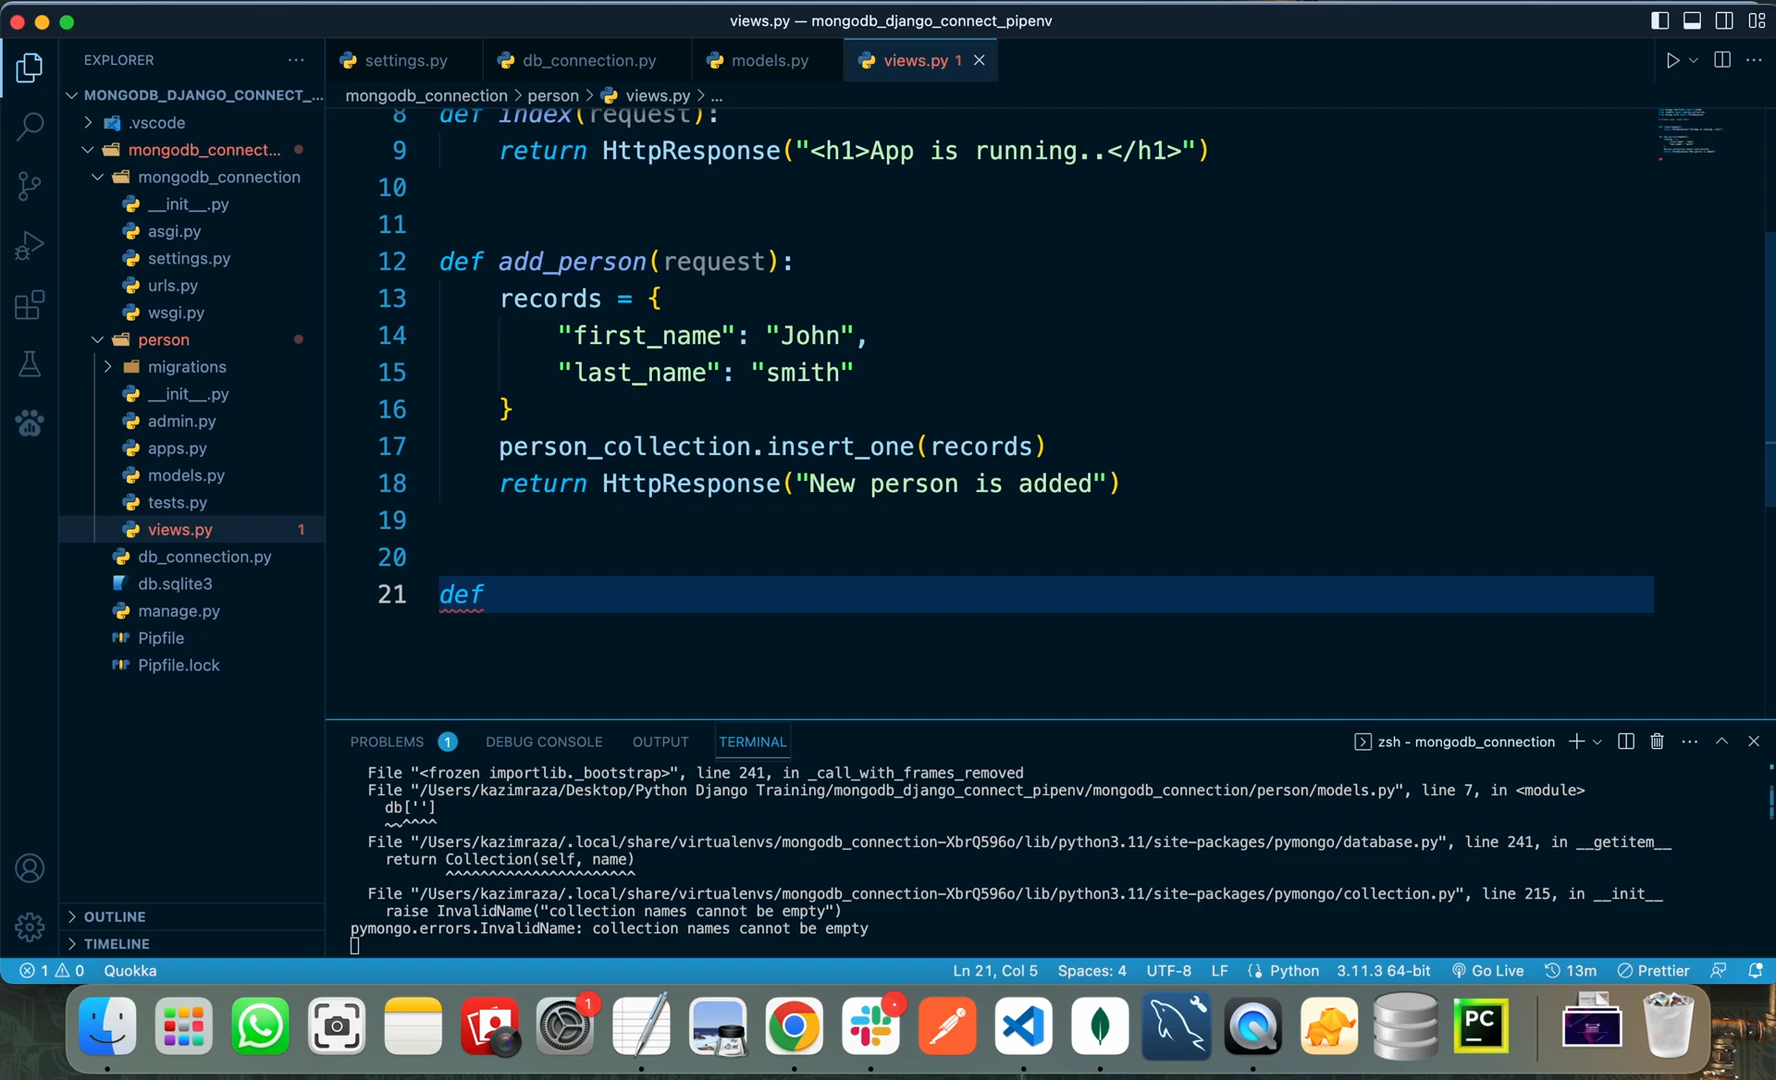 views.py — mongodb_django_connect_pipenv
EXPLORER
settings.py
db_connection.py
models.py
views.py 1
MONGODB_DJANGO_CONNECT_...
mongodb_connection > person > views.py > ...
.vscode
mongodb_connect...
mongodb_connection
__init__.py
asgi.py
settings.py
urls.py
wsgi.py
person
migrations
__init__.py
admin.py
apps.py
models.py
tests.py
views.py 1
db_connection.py
db.sqlite3
manage.py
Pipfile
Pipfile.lock
OUTLINE
TIMELINE
8 def index(request):
9 return HttpResponse("<h1>App is running..</h1>")
10
11
12 def add_person(request):
13 records = {
14 "first_name": "John",
15 "last_name": "smith"
16 }
17 person_collection.insert_one(records)
18 return HttpResponse("New person is added")
19
20
21 def
PROBLEMS 1 DEBUG CONSOLE OUTPUT TERMINAL
zsh - mongodb_connection
File "<frozen importlib._bootstrap>", line 241, in _call_with_frames_removed
File "/Users/kazimraza/Desktop/Python Django Training/mongodb_django_connect_pipenv/mongodb_connection/person/models.py", line 7, in <module>
db['']
~~^^^^
File "/Users/kazimraza/.local/share/virtualenvs/mongodb_connection-XbrQ596o/lib/python3.11/site-packages/pymongo/database.py", line 241, in __getitem__
return Collection(self, name)
^^^^^^^^^^^^^^^^^^^^^^
File "/Users/kazimraza/.local/share/virtualenvs/mongodb_connection-XbrQ596o/lib/python3.11/site-packages/pymongo/collection.py", line 215, in __init__
raise InvalidName("collection names cannot be empty")
pymongo.errors.InvalidName: collection names cannot be empty
1 0 Quokka
Ln 21, Col 5 Spaces: 4 UTF-8 LF Python 3.11.3 64-bit Go Live 13m Prettier
1
PC